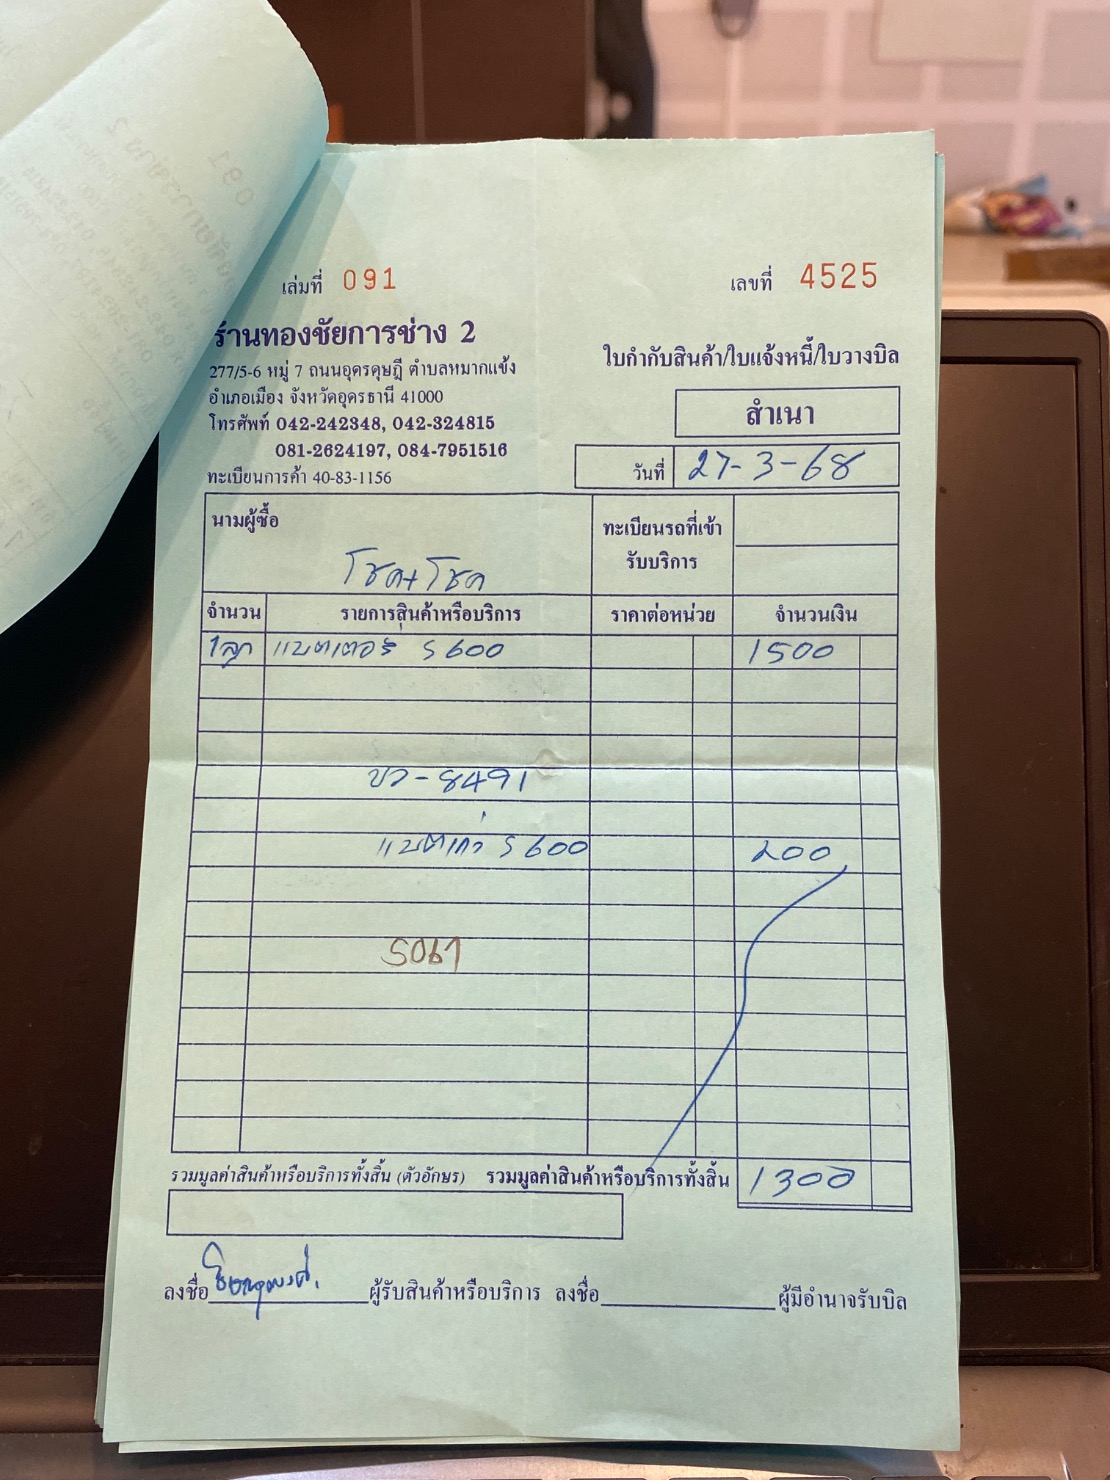 เล่มที่ 091
เลขที่ 4525
ร้านทองชัยการช่าง 2
277/5-6 หมู่ 7 ถนนอุดรดุษฎี ตำบลหมากแข้ง
อำเภอเมือง จังหวัดอุดรธานี 41000
โทรศัพท์ 042-242348, 042-324815
081-2624197, 084-7951516
ทะเบียนการค้า 40-83-1156
ใบกำกับสินค้า/ใบแจ้งหนี้/ใบวางบิล
สำเนา
วันที่ 27-3-68
นามผู้ซื้อ
โชค+โชค
ทะเบียนรถที่เข้า
รับบริการ
จำนวน รายการสินค้าหรือบริการ ราคาต่อหน่วย จำนวนเงิน
1ลูก แบตเตอรี่ S600 1500
บว-8491
แบตเก่า S600 200
รวมมูลค่าสินค้าหรือบริการทั้งสิ้น (ตัวอักษร) รวมมูลค่าสินค้าหรือบริการทั้งสิ้น 1300
ลงชื่อ ผู้รับสินค้าหรือบริการ ลงชื่อ ผู้มีอำนาจรับบิล